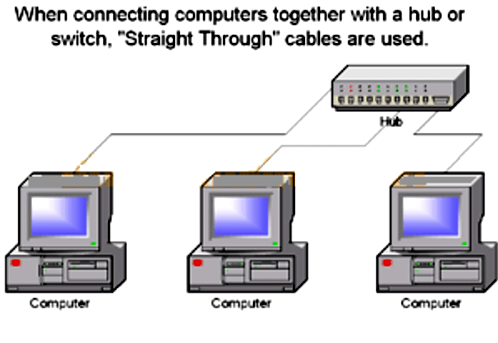 When connecting computers together with a hub or
switch, "Straight Through" cables are used.
Hub
Computer
Computer
Computer